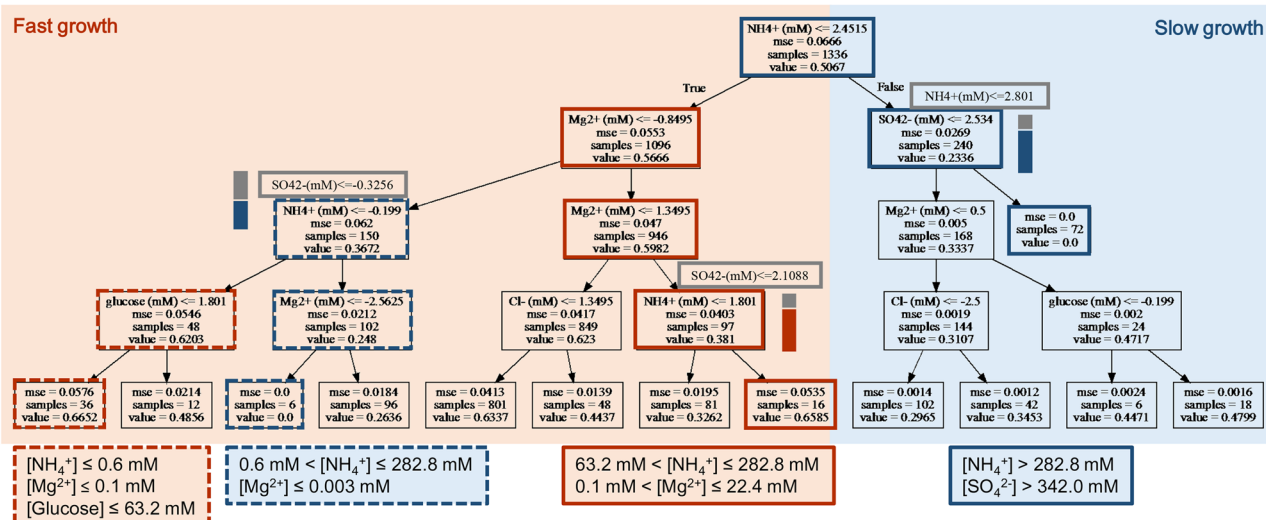 Fast growth
Slow growth
NH4+ (mM) <= 2.4515
mse = 0.0666
samples = 1336
value = 0.5067
True
False
NH4+(mM)<=2.801
Mg2+ (mM) <= -0.8495
mse = 0.0553
samples = 1096
value = 0.5666
SO42- (mM) <= 2.534
mse = 0.0269
samples = 240
value = 0.2336
SO42-(mM)<=-0.3256
NH4+ (mM) <= -0.199
mse = 0.062
samples = 150
value = 0.3672
Mg2+ (mM) <= 1.3495
mse = 0.047
samples = 946
value = 0.5982
Mg2+ (mM) <= 0.5
mse = 0.005
samples = 168
value = 0.3337
mse = 0.0
samples = 72
value = 0.0
SO42-(mM)<=2.1088
glucose (mM) <= 1.801
mse = 0.0546
samples = 48
value = 0.6203
Mg2+ (mM) <= -2.5625
mse = 0.0212
samples = 102
value = 0.248
Cl- (mM) <= 1.3495
mse = 0.0417
samples = 849
value = 0.623
NH4+ (mM) <= 1.801
mse = 0.0403
samples = 97
value = 0.381
Cl- (mM) <= -2.5
mse = 0.0019
samples = 144
value = 0.3107
glucose (mM) <= -0.199
mse = 0.002
samples = 24
value = 0.4717
mse = 0.0576
samples = 36
value = 0.6652
mse = 0.0214
samples = 12
value = 0.4856
mse = 0.0
samples = 6
value = 0.0
mse = 0.0184
samples = 96
value = 0.2636
mse = 0.0413
samples = 801
value = 0.6337
mse = 0.0139
samples = 48
value = 0.4437
mse = 0.0195
samples = 81
value = 0.3262
mse = 0.0535
samples = 16
value = 0.6585
mse = 0.0014
samples = 102
value = 0.2965
mse = 0.0012
samples = 42
value = 0.3453
mse = 0.0024
samples = 6
value = 0.4471
mse = 0.0016
samples = 18
value = 0.4799
[NH₄⁺] ≤ 0.6 mM
[Mg²⁺] ≤ 0.1 mM
[Glucose] ≤ 63.2 mM
0.6 mM < [NH₄⁺] ≤ 282.8 mM
[Mg²⁺] ≤ 0.003 mM
63.2 mM < [NH₄⁺] ≤ 282.8 mM
0.1 mM < [Mg²⁺] ≤ 22.4 mM
[NH₄⁺] > 282.8 mM
[SO₄²⁻] > 342.0 mM